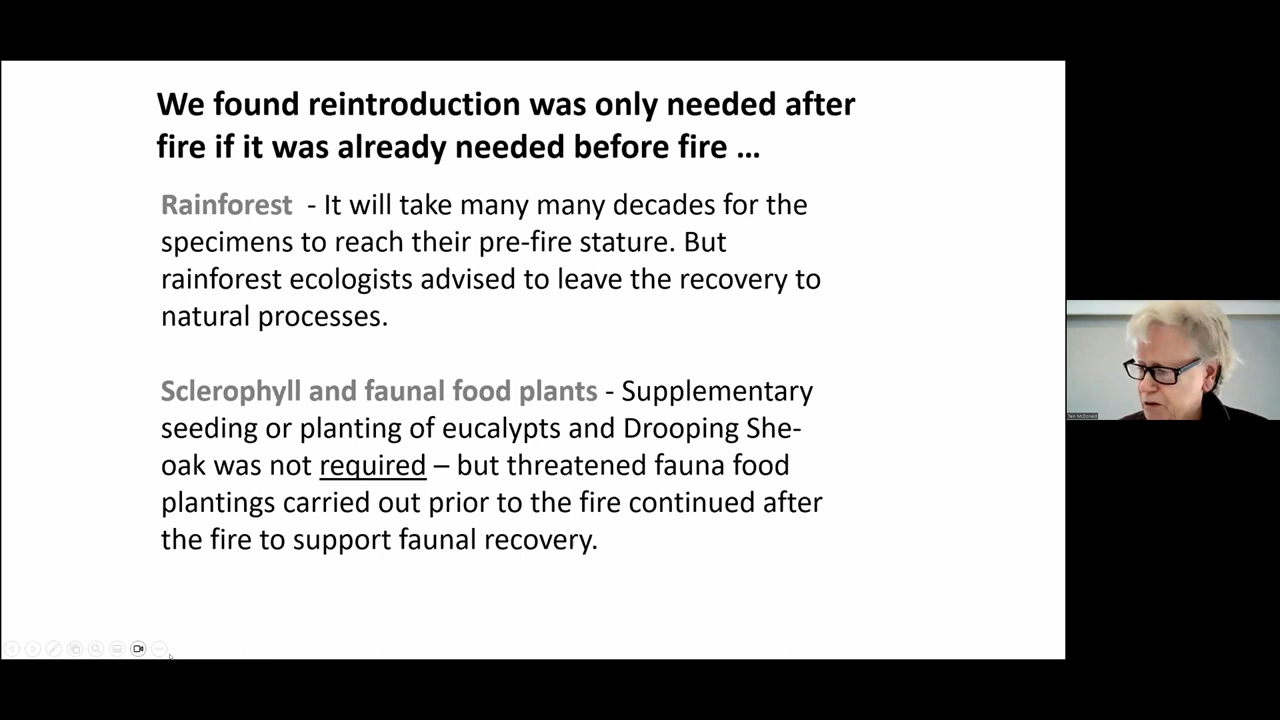 We found reintroduction was only needed after
fire if it was already needed before fire ...
Rainforest - It will take many many decades for the
specimens to reach their pre-fire stature. But
rainforest ecologists advised to leave the recovery to
natural processes.
Sclerophyll and faunal food plants - Supplementary
seeding or planting of eucalypts and Drooping She-
oak was not required – but threatened fauna food
plantings carried out prior to the fire continued after
the fire to support faunal recovery.